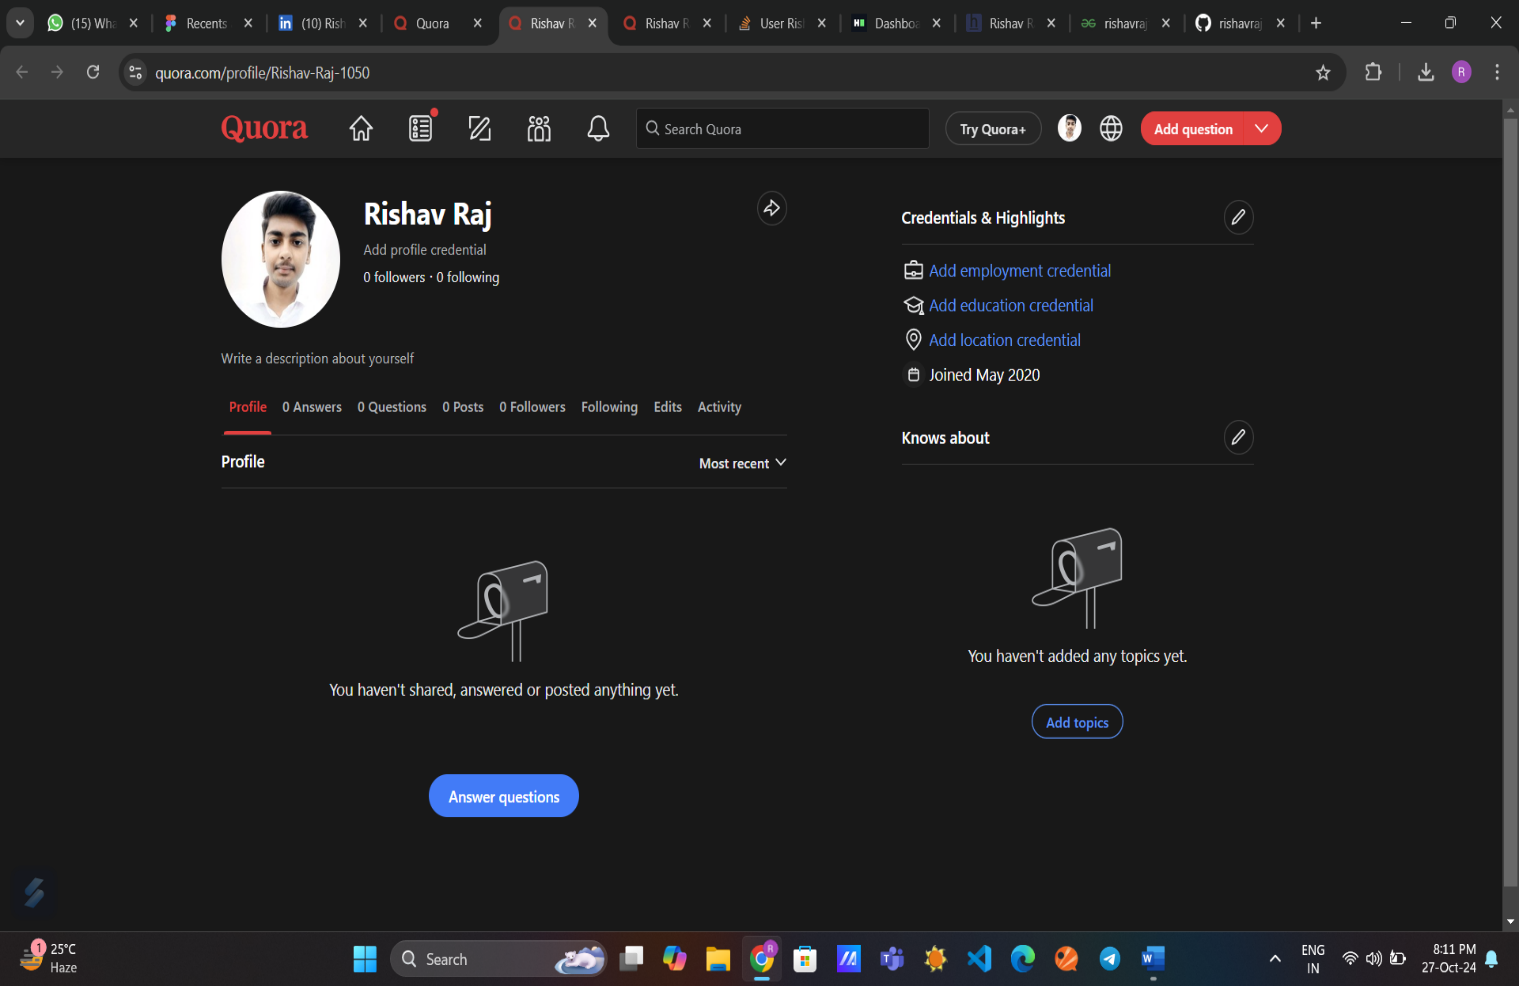 (15) Wha
Recents
in (10) Rish
Quora
Rishav R
Rishav R
User Ris
Dashboa
h Rishav R
rishavraj
rishavraj
quora.com/profile/Rishav-Raj-1050
R
Quora
Search Quora
Try Quora+
Add question
Rishav Raj
Add profile credential
0 followers · 0 following
Write a description about yourself
Profile 0 Answers 0 Questions 0 Posts 0 Followers Following Edits Activity
Profile
Most recent
You haven't shared, answered or posted anything yet.
Answer questions
Credentials & Highlights
Add employment credential
Add education credential
Add location credential
Joined May 2020
Knows about
You haven't added any topics yet.
Add topics
1
25°C
Haze
Search
R
W
ENG
IN
8:11 PM
27-Oct-24